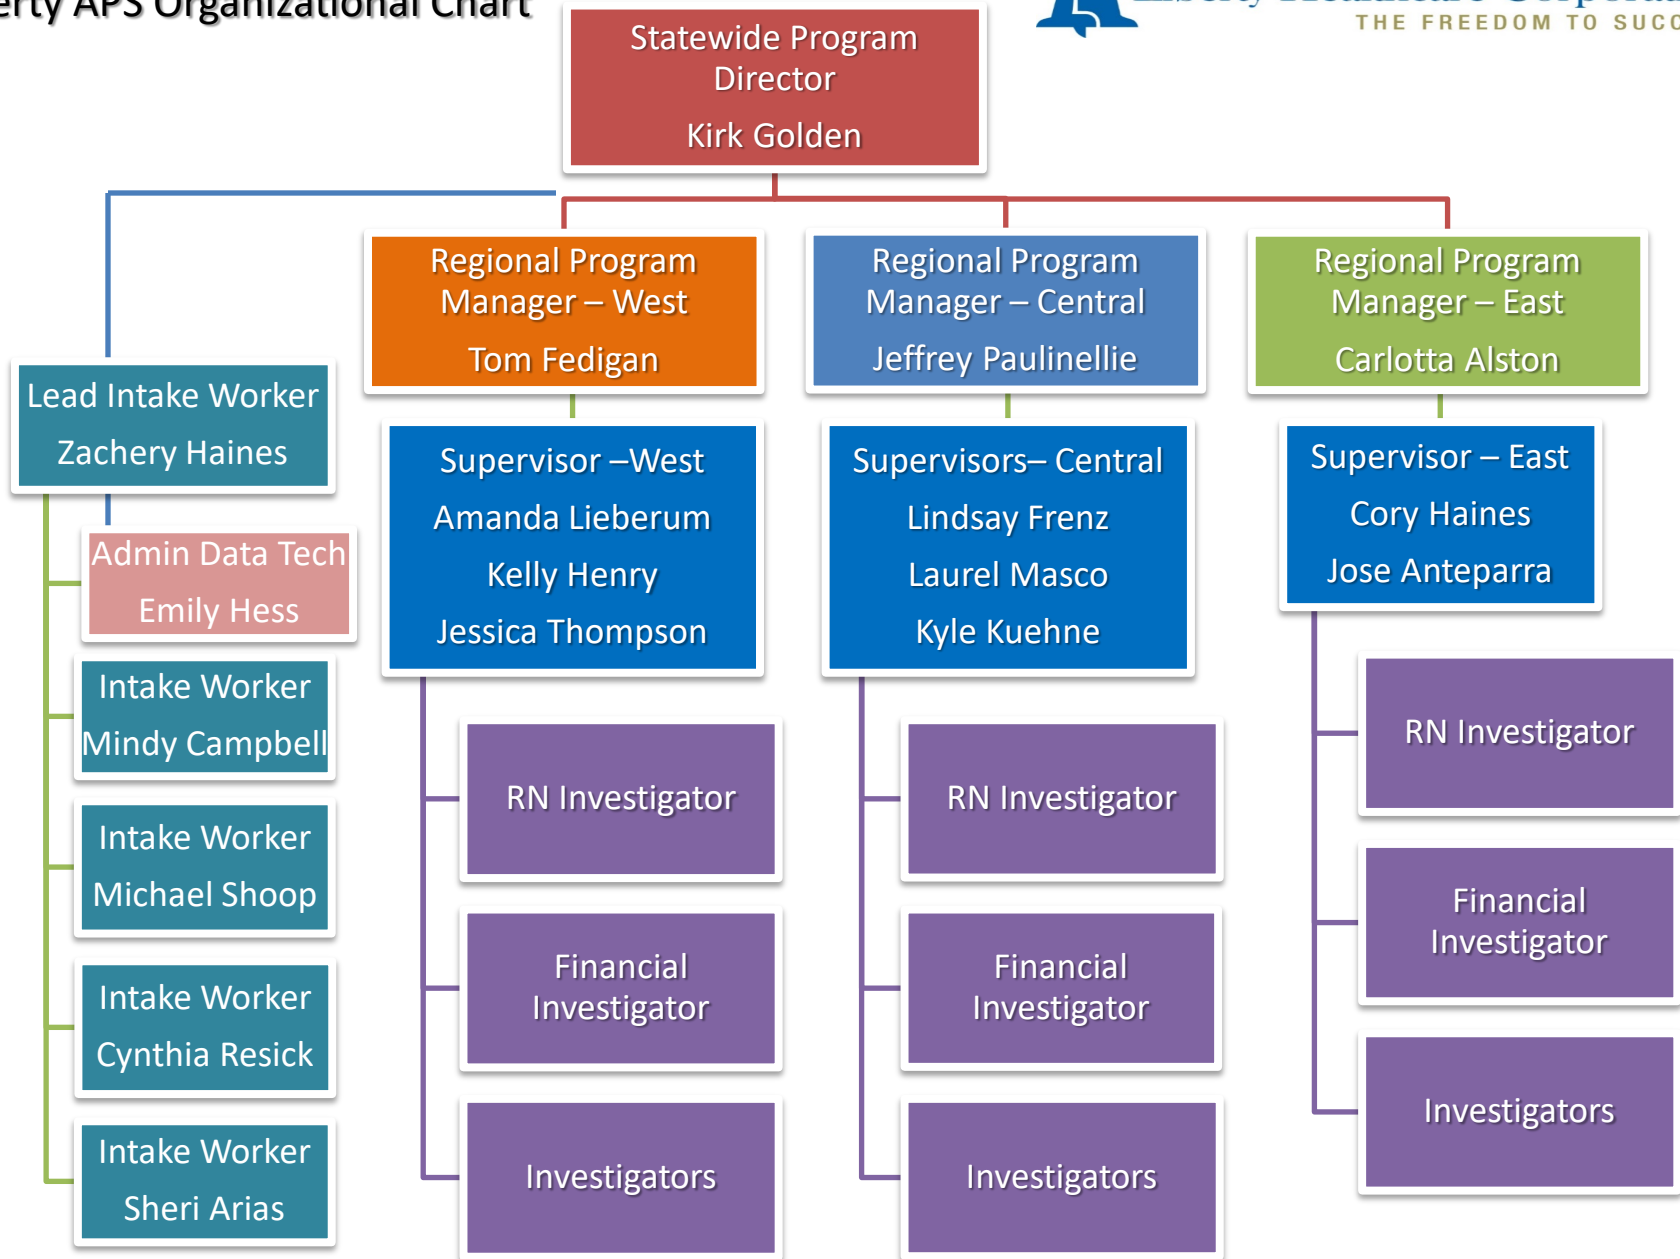 APS Organizational Chart
THE FREEDOM TO
Statewide Program
Director
Kirk Golden
Regional Program
Manager – West
Tom Fedigan
Regional Program
Manager – Central
Jeffrey Paulinellie
Regional Program
Manager – East
Carlotta Alston
Lead Intake Worker
Zachery Haines
Admin Data Tech
Emily Hess
Intake Worker
Mindy Campbell
Intake Worker
Michael Shoop
Intake Worker
Cynthia Resick
Intake Worker
Sheri Arias
Supervisor –West
Amanda Lieberum
Kelly Henry
Jessica Thompson
RN Investigator
Financial
Investigator
Investigators
Supervisors– Central
Lindsay Frenz
Laurel Masco
Kyle Kuehne
RN Investigator
Financial
Investigator
Investigators
Supervisor – East
Cory Haines
Jose Anteparra
RN Investigator
Financial
Investigator
Investigators